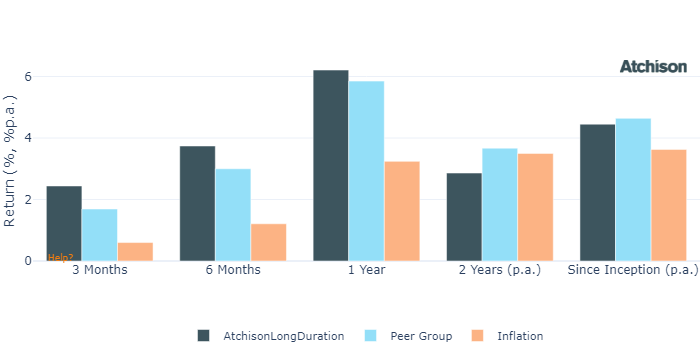 Atchison
Return (%, %p.a.)
6
4
2
0
Help?
3 Months
6 Months
1 Year
2 Years (p.a.)
Since Inception (p.a.)
AtchisonLongDuration
Peer Group
Inflation